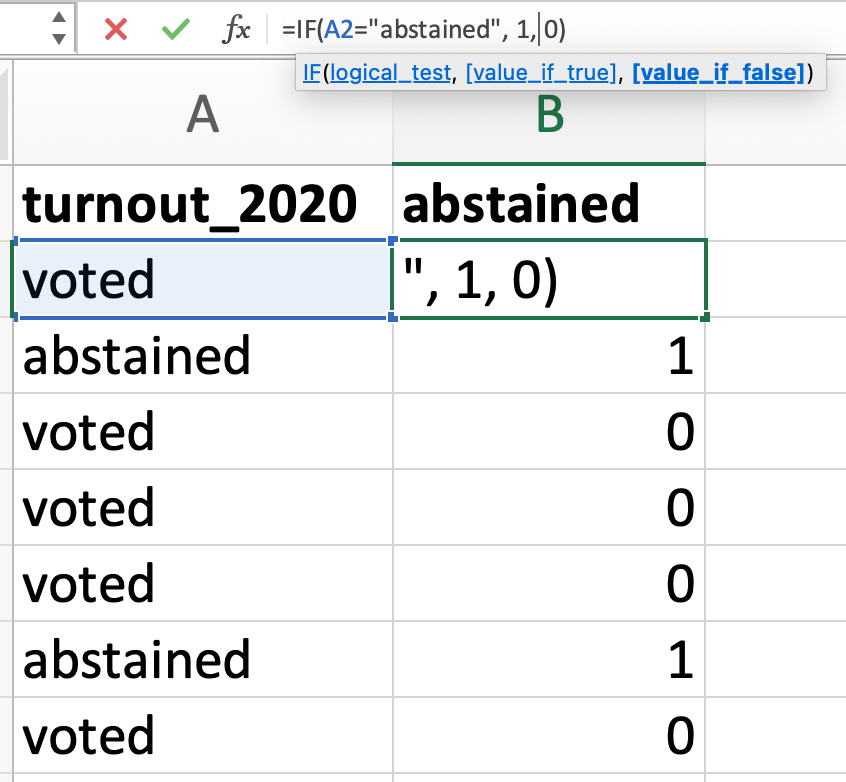 fx =IF(A2="abstained", 1, 0)
IF(logical_test, [value_if_true], [value_if_false])
A B
turnout_2020 abstained
voted ", 1, 0)
abstained 1
voted 0
voted 0
voted 0
abstained 1
voted 0